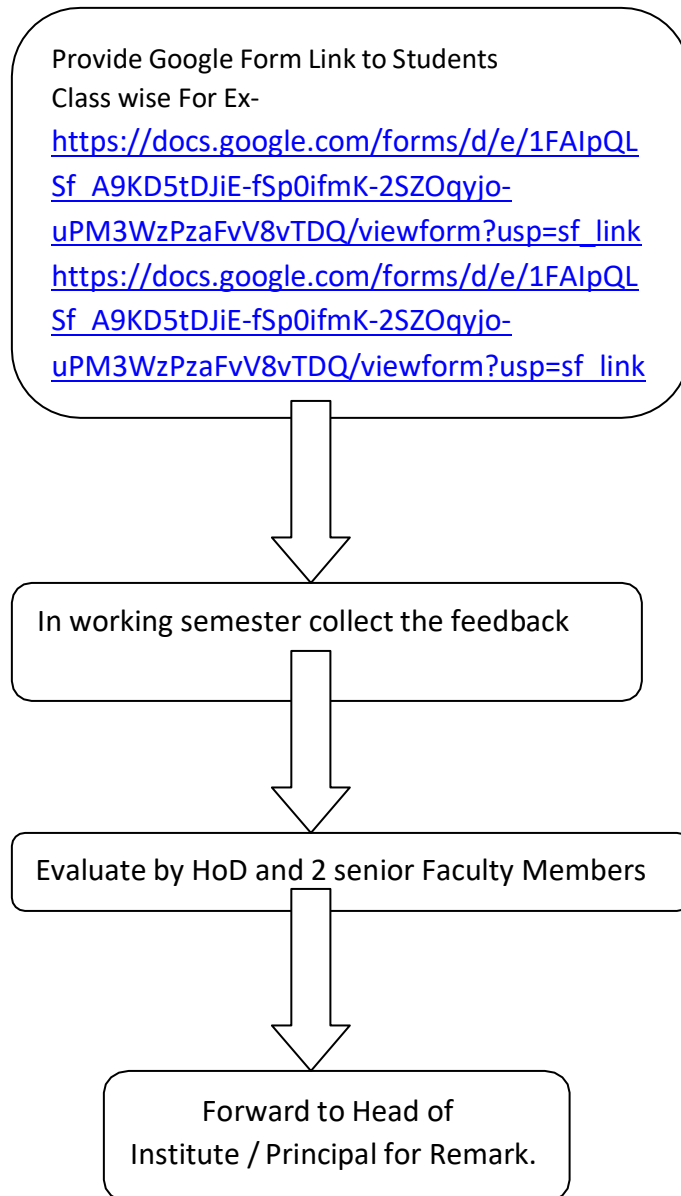 Provide Google Form Link to Students
Class wise For Ex-
https://docs.google.com/forms/d/e/1FAIpQL
Sf_A9KD5tDJiE-fSp0ifmK-2SZOqyjo-
uPM3WzPzaFvV8vTDQ/viewform?usp=sf_link
https://docs.google.com/forms/d/e/1FAIpQL
Sf_A9KD5tDJiE-fSp0ifmK-2SZOqyjo-
uPM3WzPzaFvV8vTDQ/viewform?usp=sf_link
In working semester collect the feedback
Evaluate by HoD and 2 senior Faculty Members
Forward to Head of
Institute / Principal for Remark.